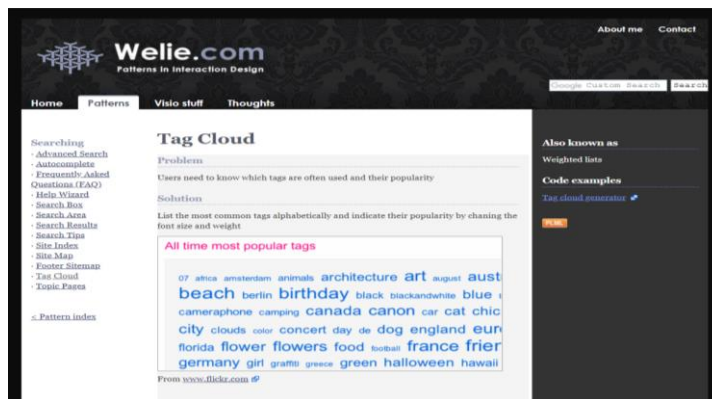 About me Contact
Welie.com
Patterns in Interaction Design
Google Custom Search Search
Home Patterns Visio stuff Thoughts
Searching
· Advanced Search
· Autocomplete
· Frequently Asked
Questions (FAQ)
· Help Wizard
· Search Box
· Search Area
· Search Results
· Search Tips
· Site Index
· Site Map
· Footer Sitemap
· Tag Cloud
· Topic Pages
< Pattern index
Tag Cloud
Problem
Users need to know which tags are often used and their popularity
Solution
List the most common tags alphabetically and indicate their popularity by chaning the
font size and weight
All time most popular tags
07 africa amsterdam animals architecture art august aust
beach berlin birthday black blackandwhite blue
cameraphone camping canada canon car cat chic
city clouds color concert day de dog england eur
florida flower flowers food football france frier
germany girl graffiti greece green halloween hawaii
From www.flickr.com
Also known as
Weighted lists
Code examples
Tag cloud generator